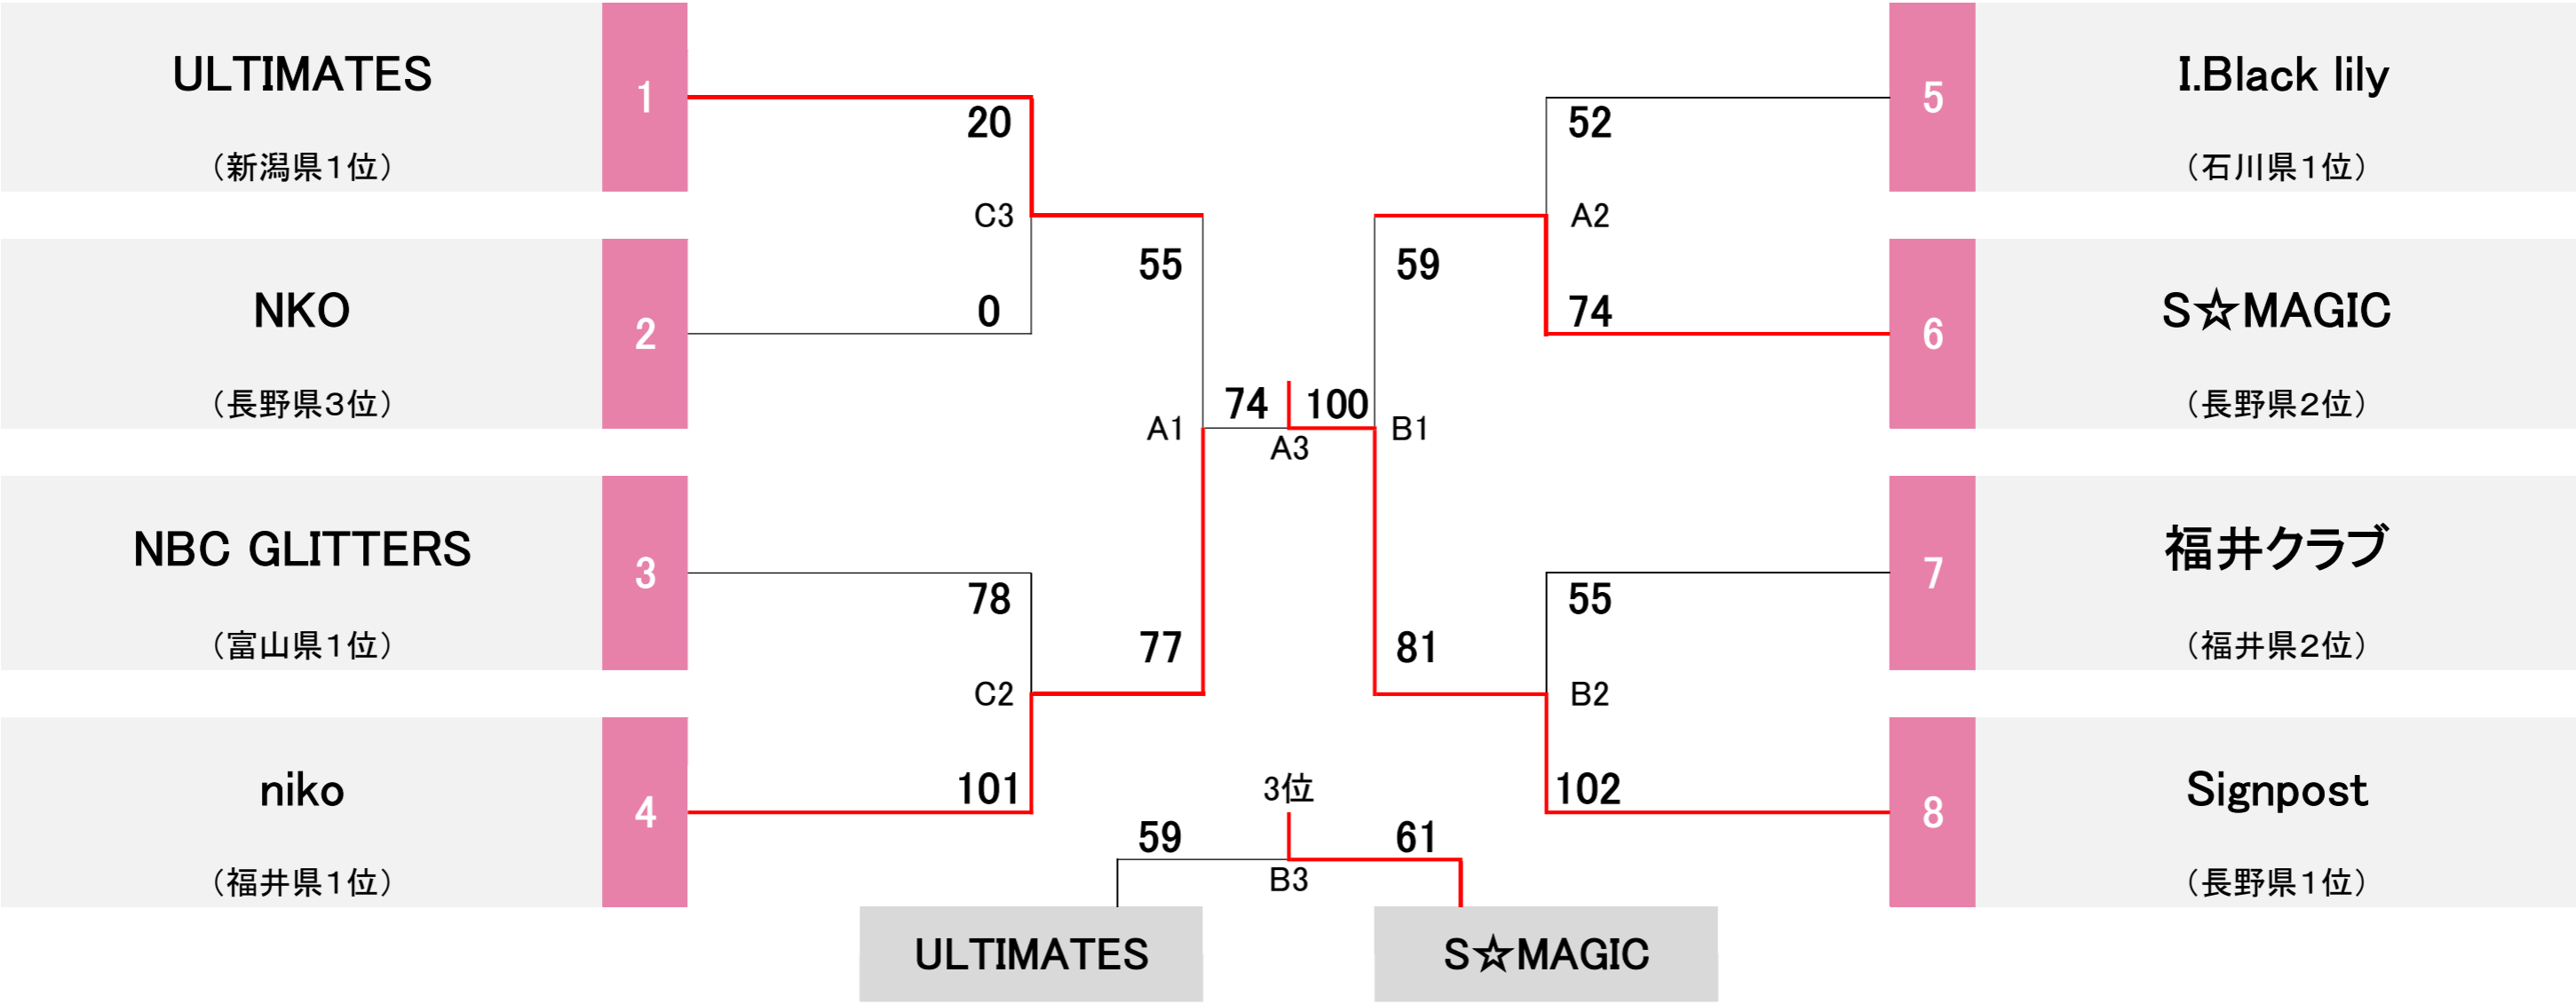 ULTIMATES
(新潟県1位)
1
NKO
(長野県3位)
2
NBC GLITTERS
(富山県1位)
3
niko
(福井県1位)
4
20
C3
0
55
A1
78
C2
101
77
74
100
A3
59
B1
81
52
A2
74
55
B2
102
5
I.Black lily
(石川県1位)
6
S☆MAGIC
(長野県2位)
7
福井クラブ
(福井県2位)
8
Signpost
(長野県1位)
3位
59
61
B3
ULTIMATES
S☆MAGIC